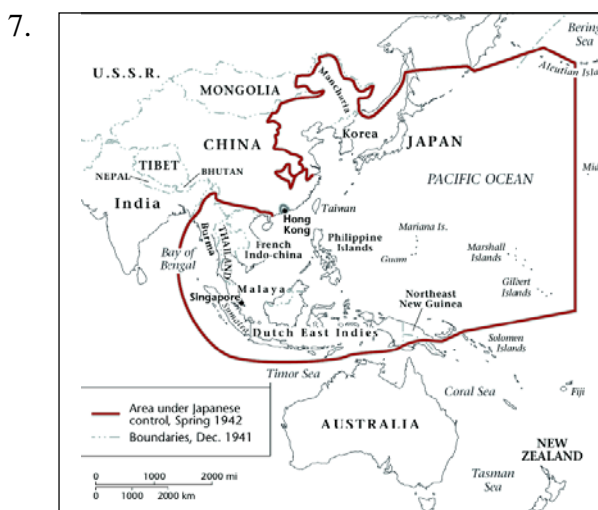 7.
Bering
Sea
Aleutian Islan
U.S.S.R.
MONGOLIA
Manchuria
Korea
JAPAN
CHINA
PACIFIC OCEAN
Mid
TIBET
NEPAL
BHUTAN
India
Taiwan
Hong
Kong
Mariana Is.
Burma
THAILAND
French
Indo-china
Philippine
Islands
Guam
Marshall
Islands
Bay of
Bengal
Malaya
Gilbert
Islands
Singapore
Sumatra
Northeast
New Guinea
Dutch East Indies
Solomon
Islands
Timor Sea
Coral Sea
Fiji
Area under Japanese
control, Spring 1942
Boundaries, Dec. 1941
AUSTRALIA
NEW
ZEALAND
0 1000 2000 mi
0 1000 2000 km
Tasman
Sea